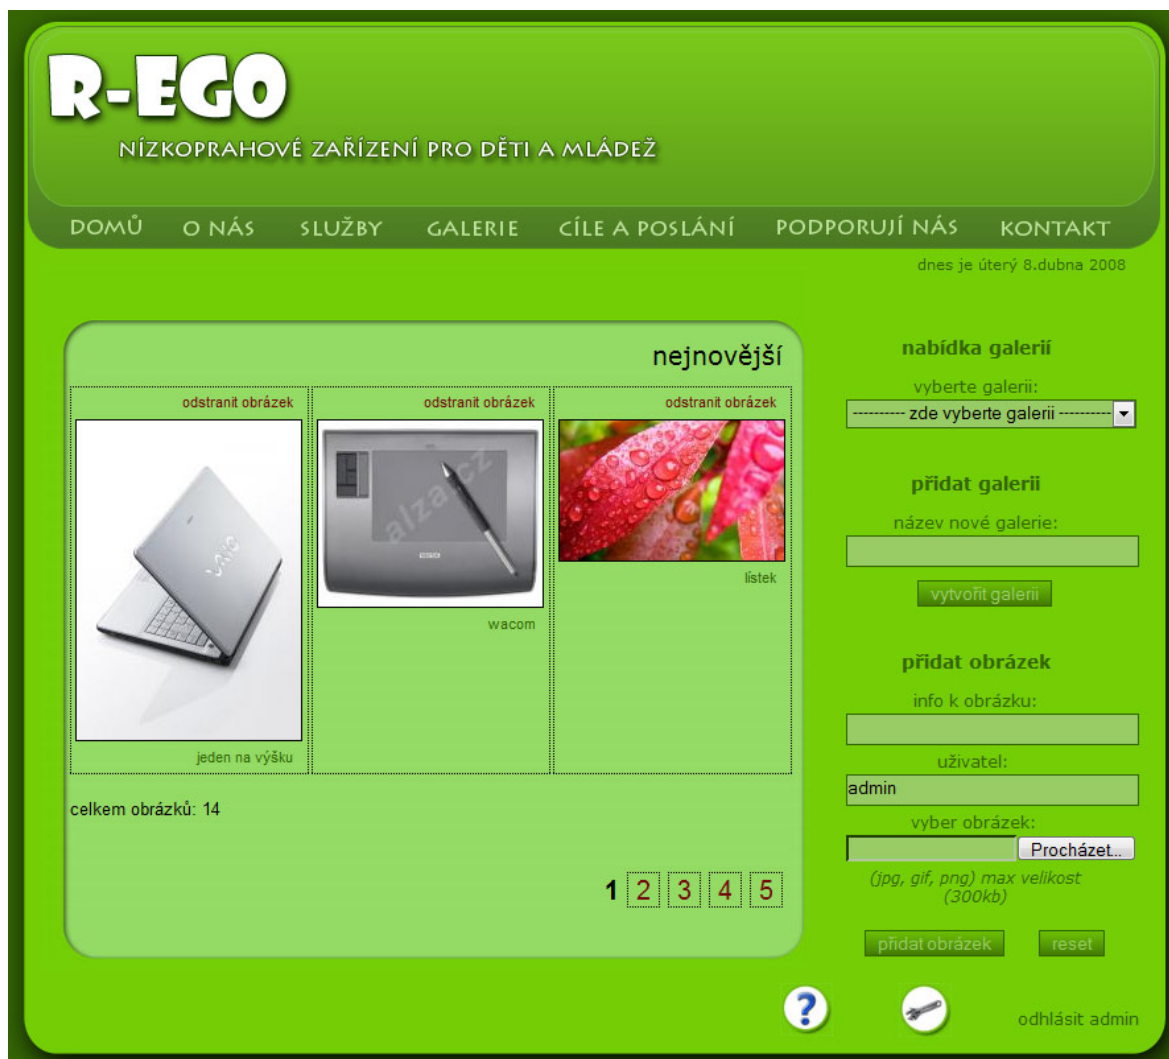 R-EGO
NÍZKOPRAHOVÉ ZAŘÍZENÍ PRO DĚTI A MLÁDEŽ
DOMŮ O NÁS SLUŽBY GALERIE CÍLE A POSLÁNÍ PODPORUJÍ NÁS KONTAKT
dnes je úterý 8.dubna 2008
nejnovější
odstranit obrázek odstranit obrázek odstranit obrázek
VAIO
alza.cz
jeden na výšku
wacom
lístek
celkem obrázků: 14
1 2 3 4 5
nabídka galerií
vyberte galerii:
---------- zde vyberte galerii ----------
přidat galerii
název nové galerie:
vytvořit galerii
přidat obrázek
info k obrázku:
uživatel:
admin
vyber obrázek:
Procházet...
(jpg, gif, png) max velikost
(300kb)
přidat obrázek reset
?
odhlásit admin